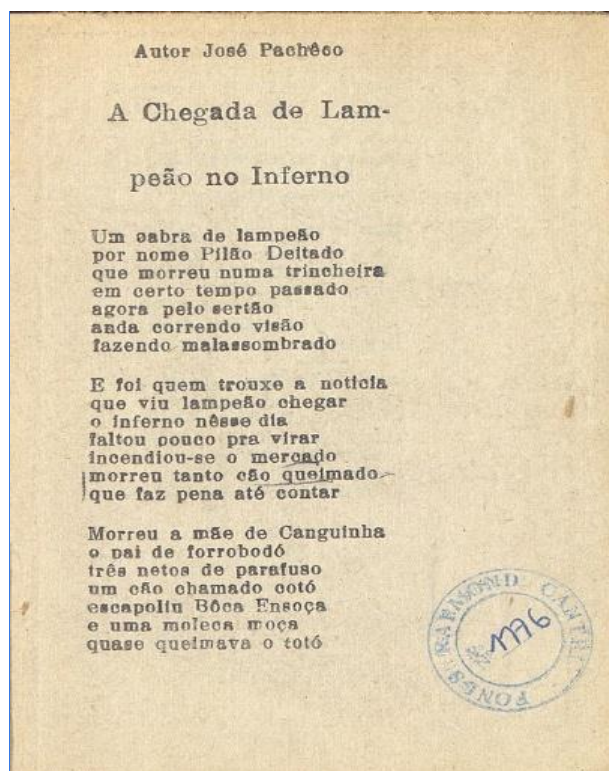 Autor José Pachêco
A Chegada de Lam-
peão no Inferno
Um cabra de lampeão
por nome Pilão Deitado
que morreu numa trincheira
em certo tempo passado
agora pelo sertão
anda correndo visão
fazendo malassombrado
E foi quem trouxe a noticia
que viu lampeão chegar
o inferno nêsse dia
faltou pouco pra virar
incendiou-se o mercado
morreu tanto cão queimado
que faz pena até contar
Morreu a mãe de Canguinha
o pai de forrobodó
três netos de parafuso
um cão chamado cotó
escapoliu Bôca Ensoça
e uma moleca moça
quase queimava o totó
FONDS RAYMOND CANTEL
1776